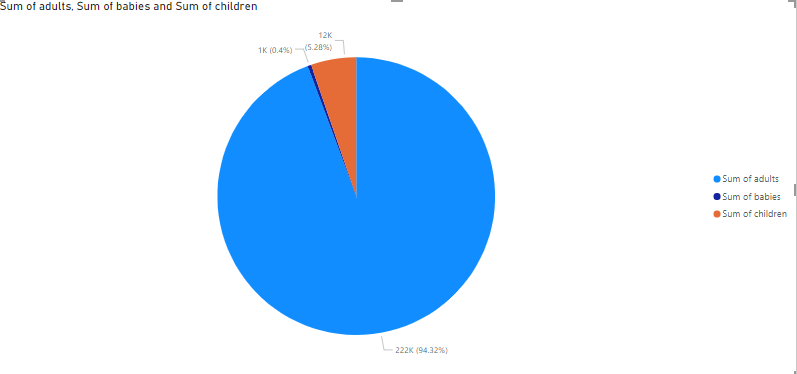 Sum of adults, Sum of babies and Sum of children
12K
(5.28%)
1K (0.4%)
Sum of adults
Sum of babies
Sum of children
222K (94.32%)